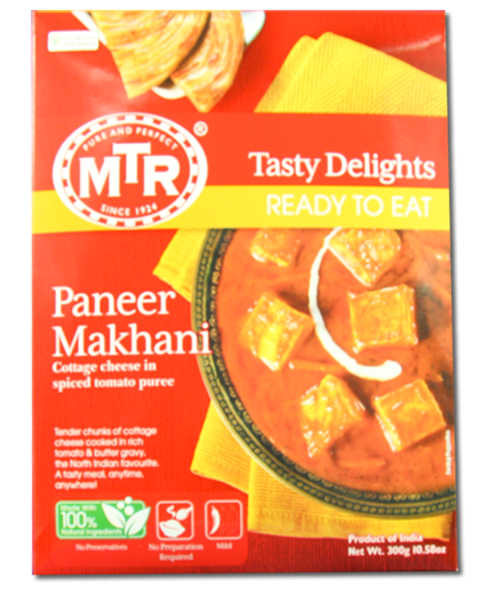 PURE AND PERFECT
MTR®
SINCE 1924
Tasty Delights
READY TO EAT
Paneer
Makhani
Cottage cheese in
spiced tomato puree
Tender chunks of cottage
cheese cooked in rich
tomato & butter gravy,
the North Indian favourite.
A tasty meal, anytime,
anywhere!
Made With
100%
Natural Ingredients
No Preservatives
No Preparation
Required
Mild
Product of India
Net Wt. 300g 10.58oz